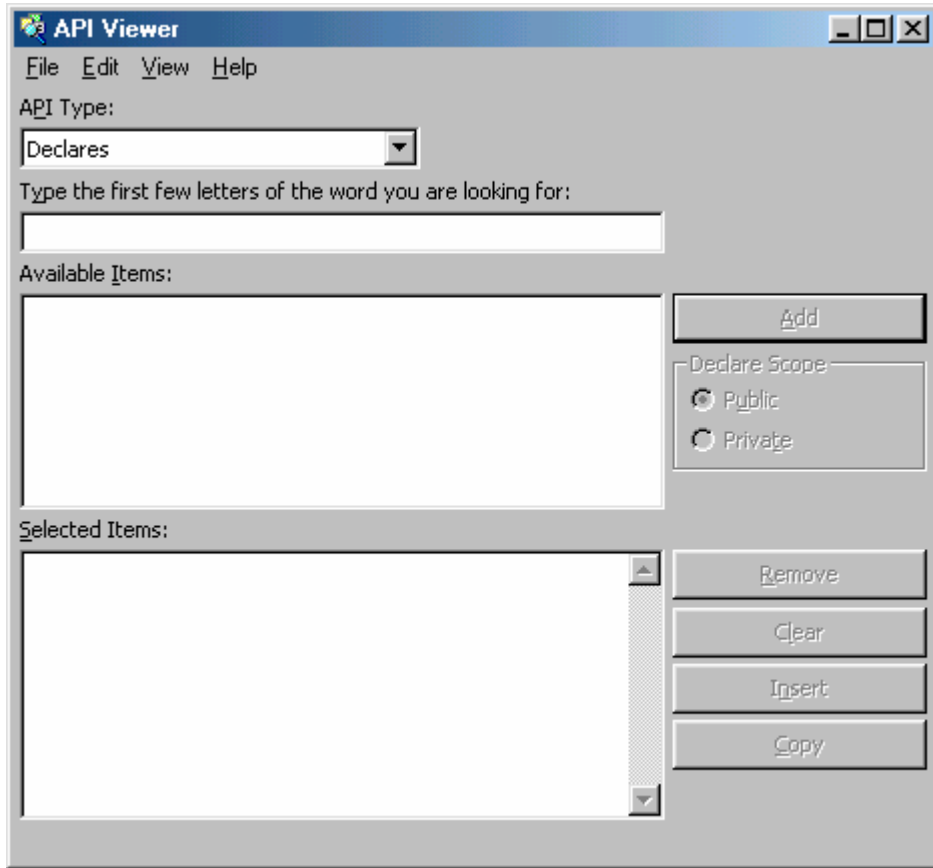 API Viewer
File Edit View Help
API Type:
Declares
Type the first few letters of the word you are looking for:
Available Items:
Add
Declare Scope
Public
Private
Selected Items:
Remove
Clear
Insert
Copy